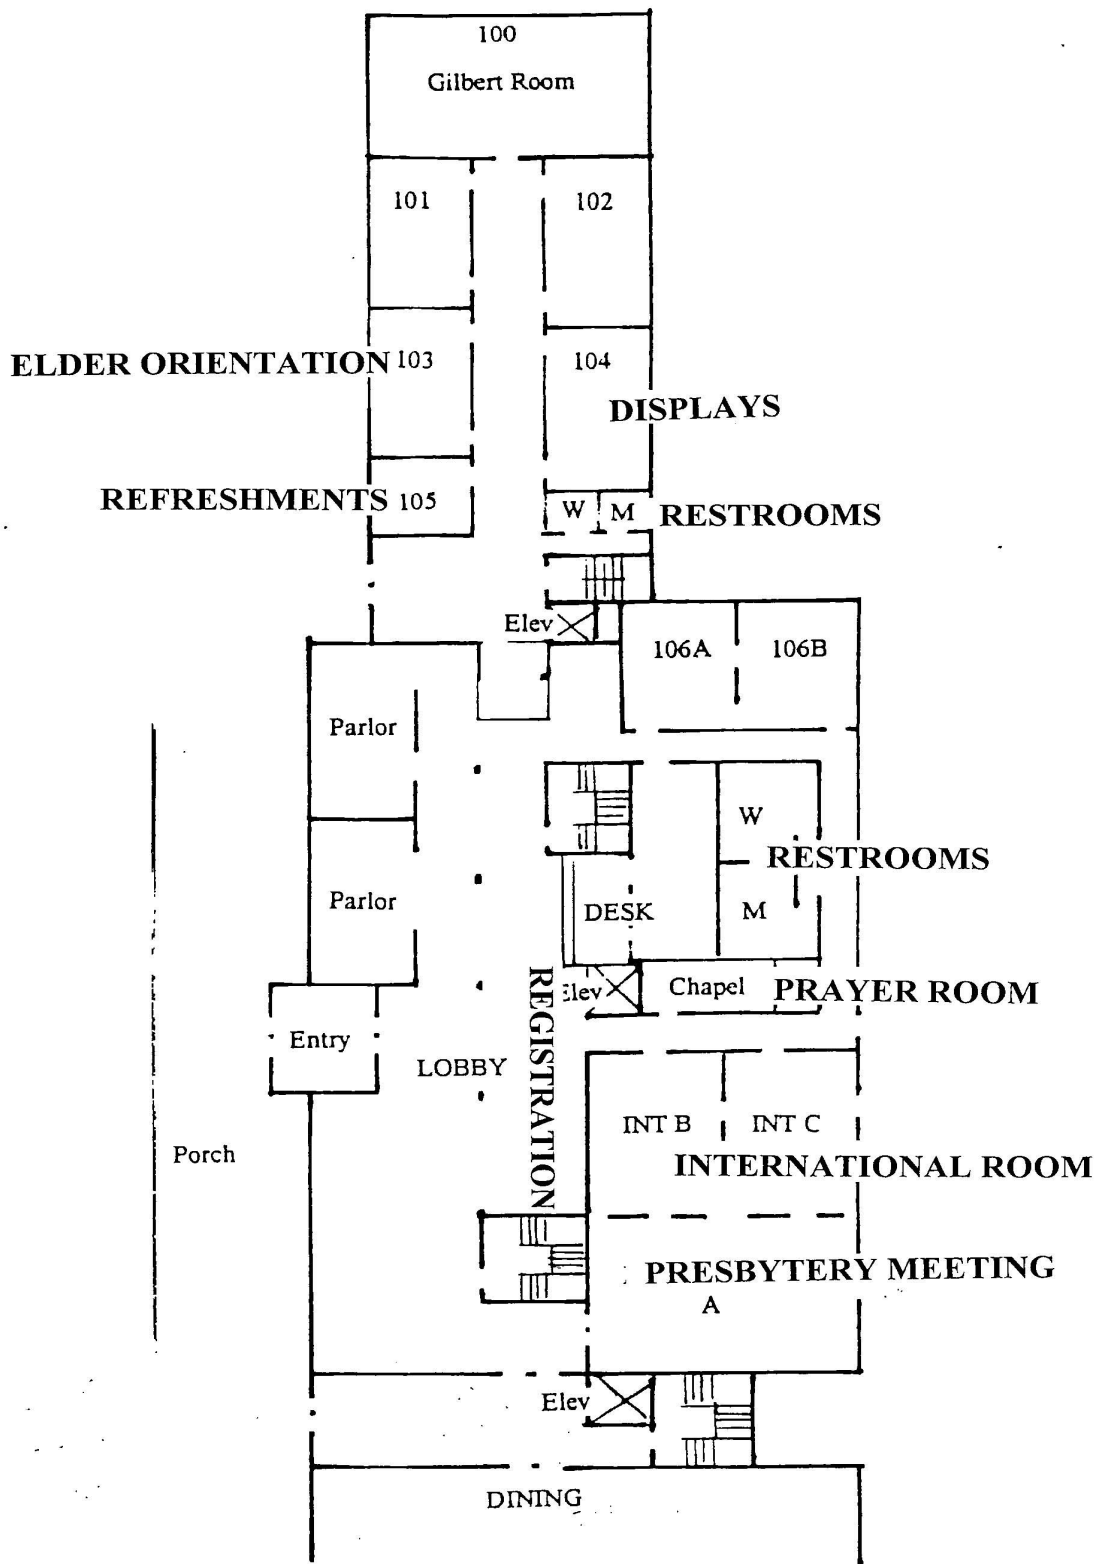 100
Gilbert Room
101
102
ELDER ORIENTATION 103
104
DISPLAYS
REFRESHMENTS 105
W M RESTROOMS
Elev
106A 106B
Parlor
W
RESTROOMS
Parlor
DESK
M
REGISTRATION
Elev
Chapel PRAYER ROOM
Entry
LOBBY
INT B INT C
Porch
INTERNATIONAL ROOM
PRESBYTERY MEETING
A
Elev
DINING